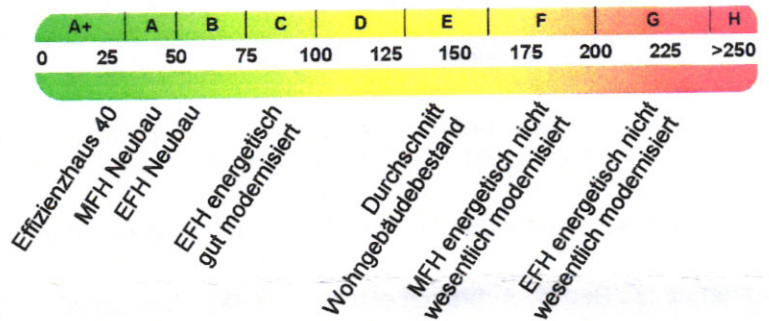 A+ A B C D E F G H
0 25 50 75 100 125 150 175 200 225 >250
Effizienzhaus 40
MFH Neubau
EFH Neubau
EFH energetisch
gut modernisiert
Durchschnitt
Wohngebäudebestand
MFH energetisch nicht
wesentlich modernisiert
EFH energetisch nicht
wesentlich modernisiert